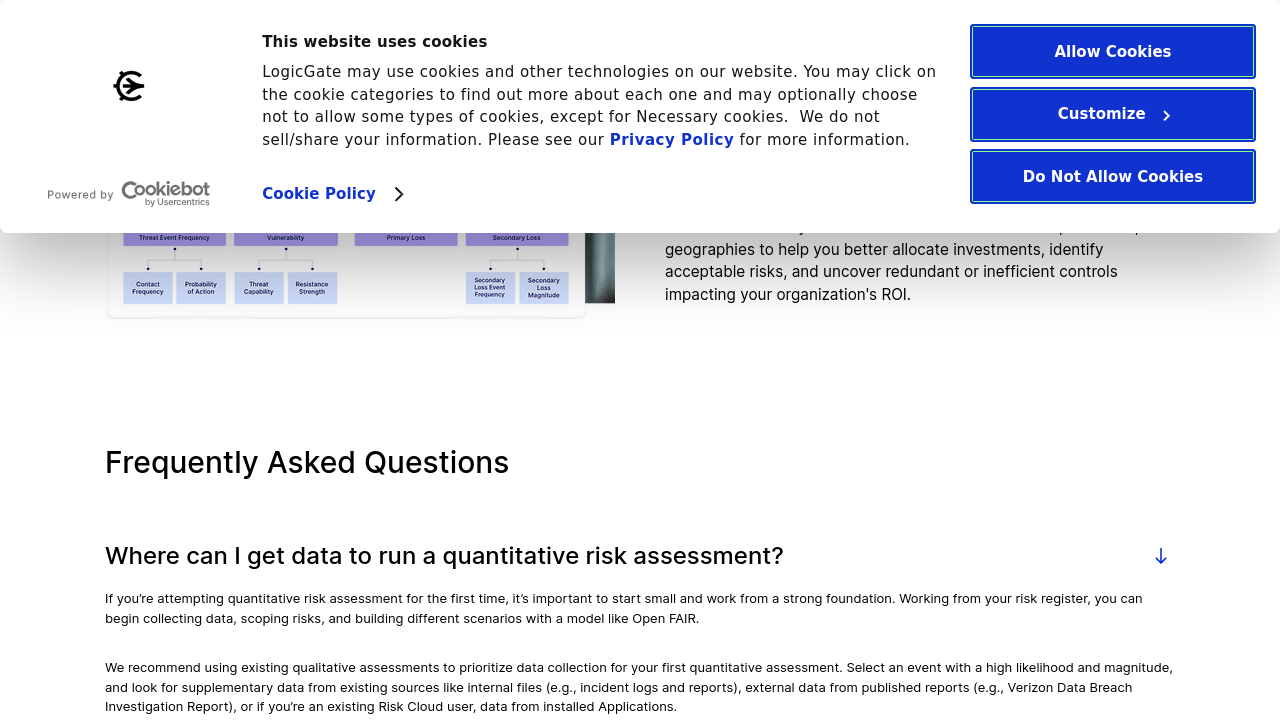 This website uses cookies
LogicGate may use cookies and other technologies on our website. You may click on
the cookie categories to find out more about each one and may optionally choose
not to allow some types of cookies, except for Necessary cookies.  We do not
sell/share your information. Please see our Privacy Policy for more information.
Cookie Policy
Powered by Cookiebot
by Usercentrics
Allow Cookies
Customize
Do Not Allow Cookies
Threat Event Frequency
Vulnerability
Primary Loss
Secondary Loss
Contact
Frequency
Probability
of Action
Threat
Capability
Resistance
Strength
Secondary
Loss Event
Frequency
Secondary
Loss
Magnitude
geographies to help you better allocate investments, identify
acceptable risks, and uncover redundant or inefficient controls
impacting your organization's ROI.
Frequently Asked Questions
Where can I get data to run a quantitative risk assessment?
If you’re attempting quantitative risk assessment for the first time, it’s important to start small and work from a strong foundation. Working from your risk register, you can
begin collecting data, scoping risks, and building different scenarios with a model like Open FAIR.
We recommend using existing qualitative assessments to prioritize data collection for your first quantitative assessment. Select an event with a high likelihood and magnitude,
and look for supplementary data from existing sources like internal files (e.g., incident logs and reports), external data from published reports (e.g., Verizon Data Breach
Investigation Report), or if you’re an existing Risk Cloud user, data from installed Applications.